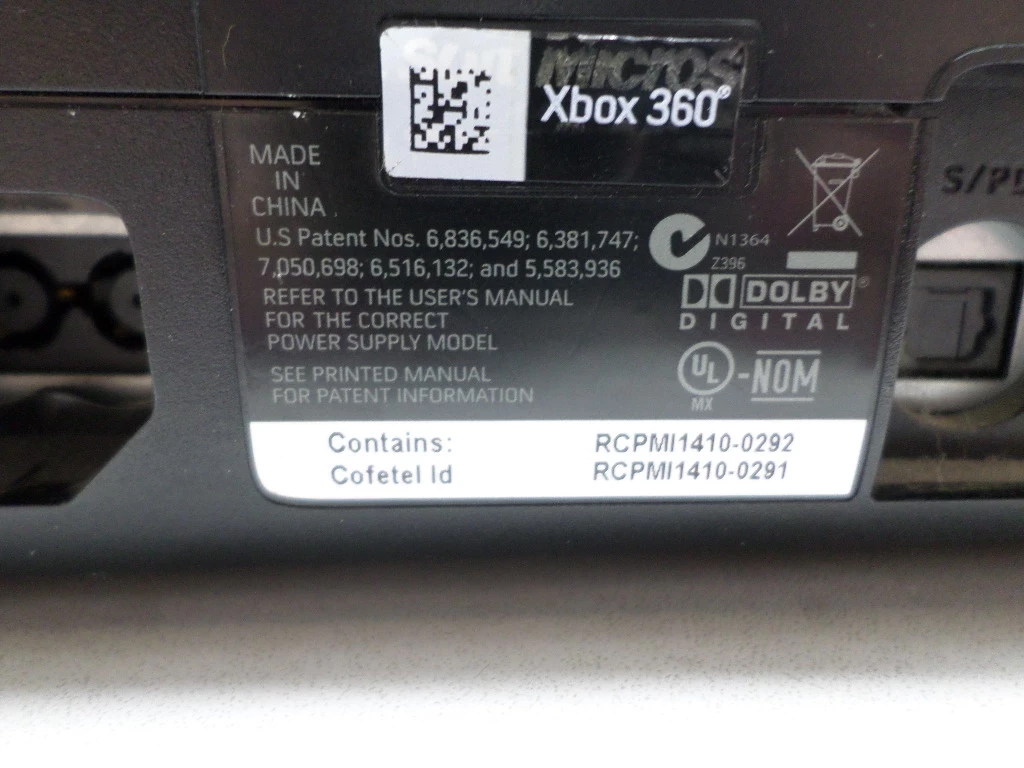 Xbox 360®
MADE
IN
CHINA
U.S Patent Nos. 6,836,549; 6,381,747;
7,050,698; 6,516,132; and 5,583,936
REFER TO THE USER'S MANUAL
FOR THE CORRECT
POWER SUPPLY MODEL
SEE PRINTED MANUAL
FOR PATENT INFORMATION
N1364
Z396
DOLBY®
DIGITAL
UL - NOM
MX
Contains: RCPMI1410-0292
Cofetel Id RCPMI1410-0291